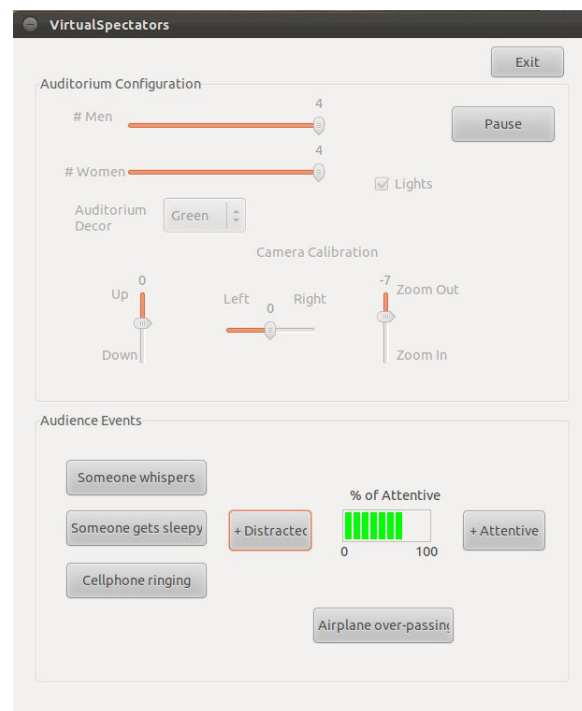 VirtualSpectators
Exit
Auditorium Configuration
# Men
4
Pause
# Women
4
Lights
Auditorium
Decor
Green
Camera Calibration
Up
0
Down
Left
0
Right
-7
Zoom Out
Zoom In
Audience Events
Someone whispers
Someone gets sleepy
Cellphone ringing
+ Distracted
% of Attentive
0
100
+ Attentive
Airplane over-passing